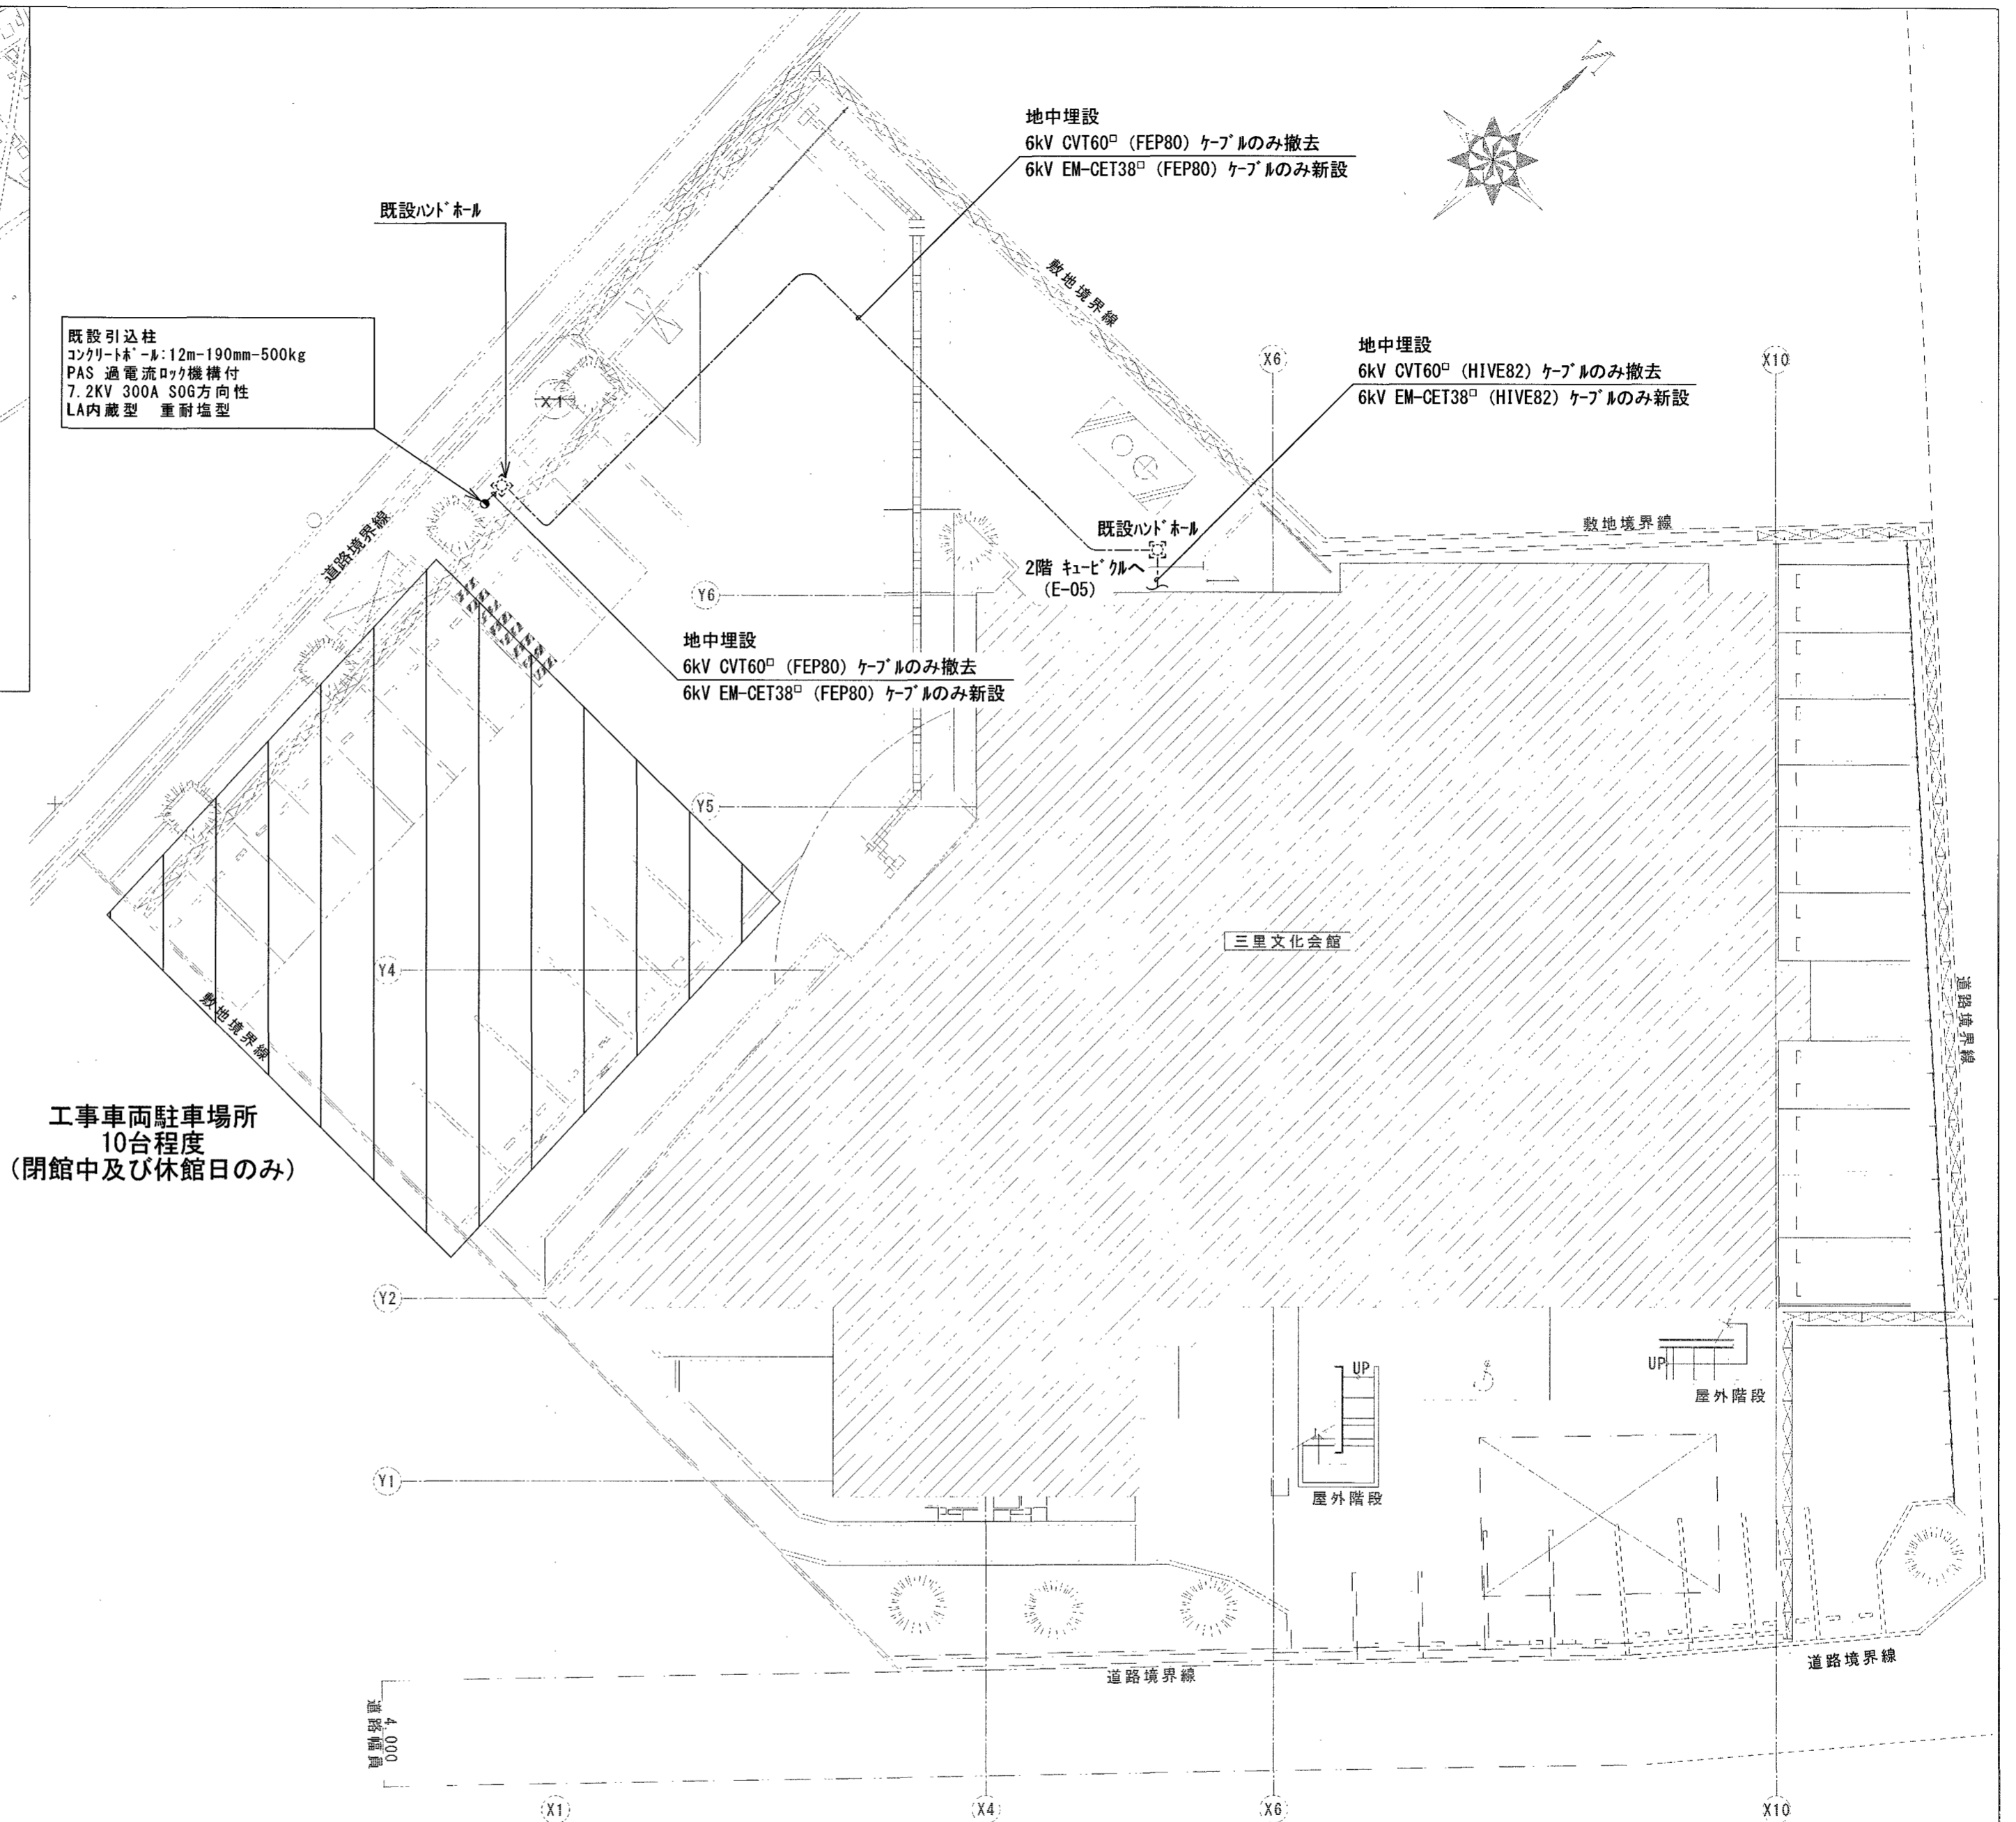 地中埋設
6kV CVT60□ (FEP80) ケーブルのみ撤去
6kV EM-CET38□ (FEP80) ケーブルのみ新設
N
既設ハンドホール
敷地境界線
既設引込柱
コンクリートポール:12m-190mm-500kg
PAS 過電流ロック機構付
7.2KV 300A SOG方向性
LA内蔵型 重耐塩型
X6
X10
地中埋設
6kV CVT60□ (HIVE82) ケーブルのみ撤去
6kV EM-CET38□ (HIVE82) ケーブルのみ新設
X1
道路境界線
既設ハンドホール
敷地境界線
2階 キュービクルへ
(E-05)
Y6
地中埋設
6kV CVT60□ (FEP80) ケーブルのみ撤去
6kV EM-CET38□ (FEP80) ケーブルのみ新設
Y5
三里文化会館
Y4
敷地境界線
道路境界線
工事車両駐車場所
10台程度
(閉館中及び休館日のみ)
Y2
UP
UP
屋外階段
屋外階段
Y1
道路境界線
道路境界線
4,000
道路幅員
X1
X4
X6
X10